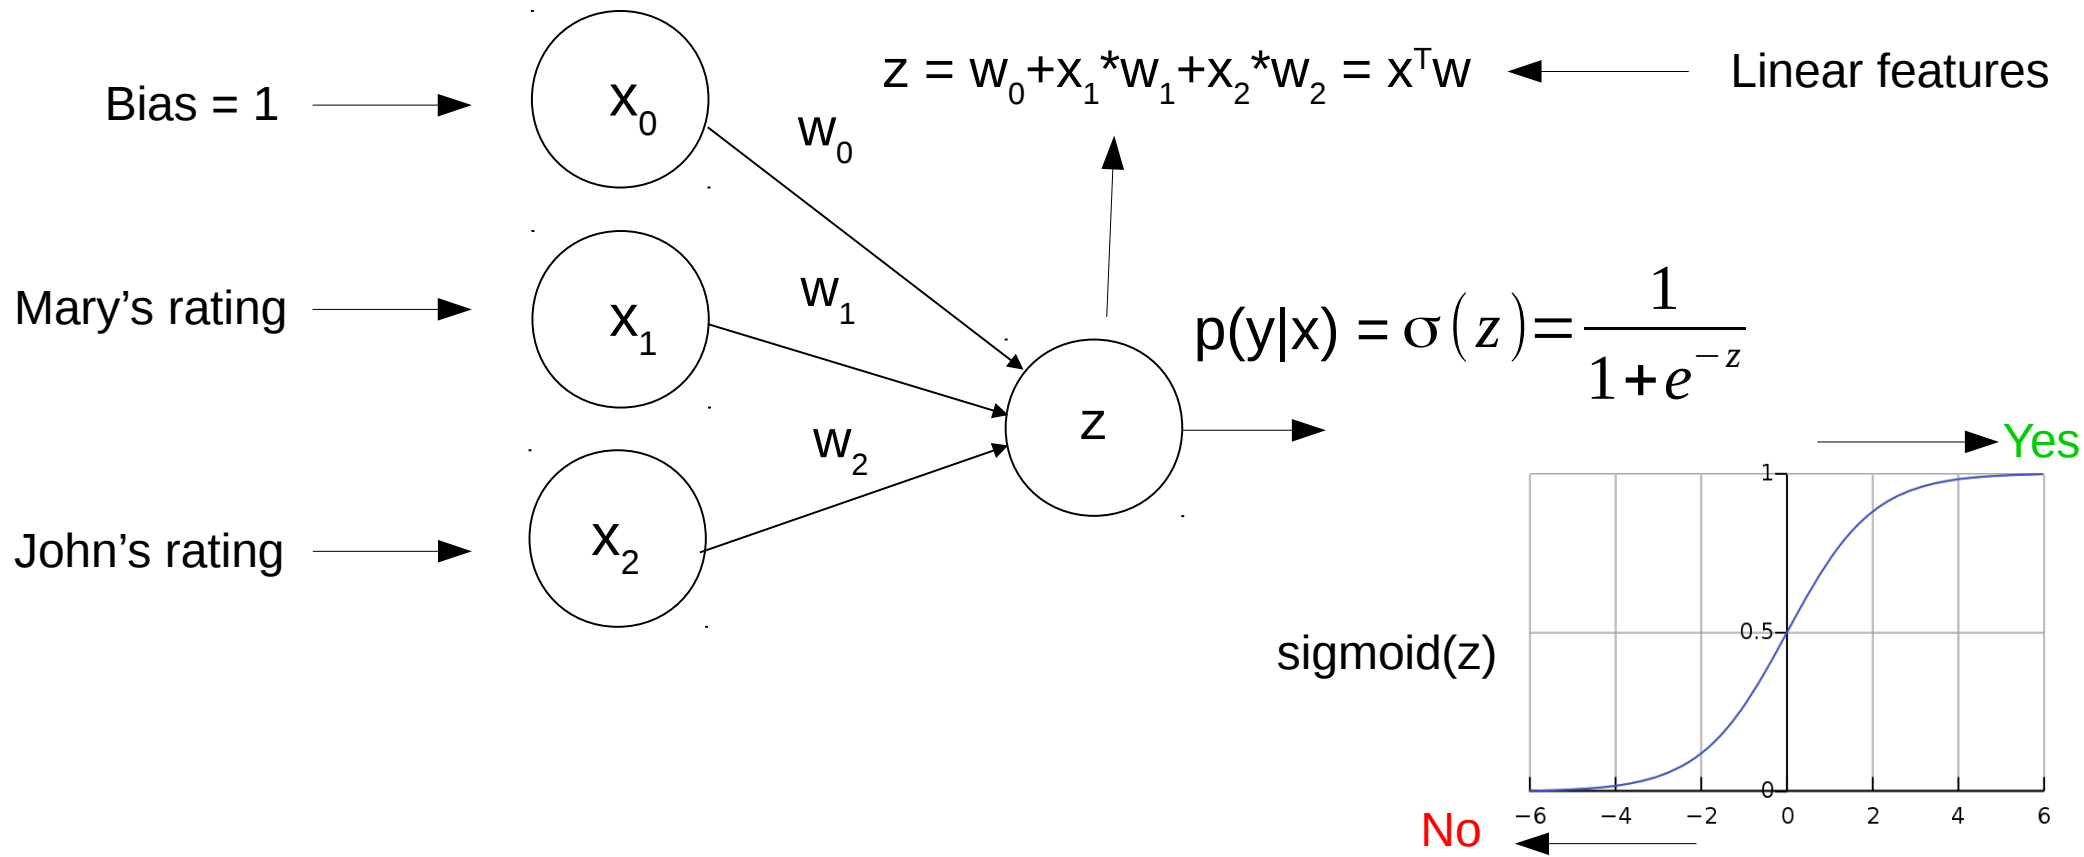 Bias = 1
x₀
w₀
z = w₀+x₁*w₁+x₂*w₂ = xᵀw
Linear features
Mary’s rating
x₁
w₁
p(y|x) = σ(z)=1/(1+e^(−z))
John’s rating
x₂
w₂
z
Yes
sigmoid(z)
1
0.5
0
−6 −4 −2 0 2 4 6
No